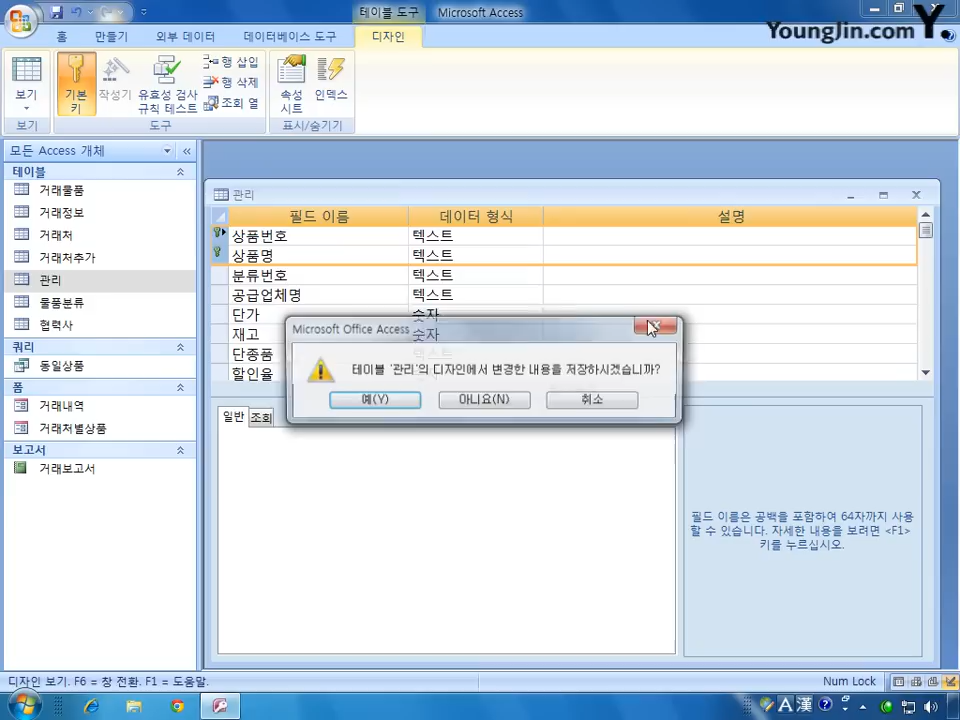 테이블 도구
Microsoft Access
YoungJin.com Y.
홈
만들기
외부 데이터
데이터베이스 도구
디자인
보기
기본
키
작성기
유효성 검사
규칙 테스트
행 삽입
행 삭제
조회 열
속성
시트
인덱스
보기
도구
표시/숨기기
모든 Access 개체
테이블
거래물품
거래정보
거래처
거래처추가
관리
물품분류
협력사
쿼리
동일상품
폼
거래내역
거래처별상품
보고서
거래보고서
관리
필드 이름
데이터 형식
설명
상품번호
텍스트
상품명
텍스트
분류번호
텍스트
공급업체명
텍스트
단가
숫자
재고
숫자
단종품
할인율
Microsoft Office Access
테이블 '관리'의 디자인에서 변경한 내용을 저장하시겠습니까?
예(Y)
아니요(N)
취소
일반
조회
필드 이름은 공백을 포함하여 64자까지 사용
할 수 있습니다. 자세한 내용을 보려면 <F1>
키를 누르십시오.
디자인 보기. F6 = 창 전환. F1 = 도움말.
Num Lock
A 漢